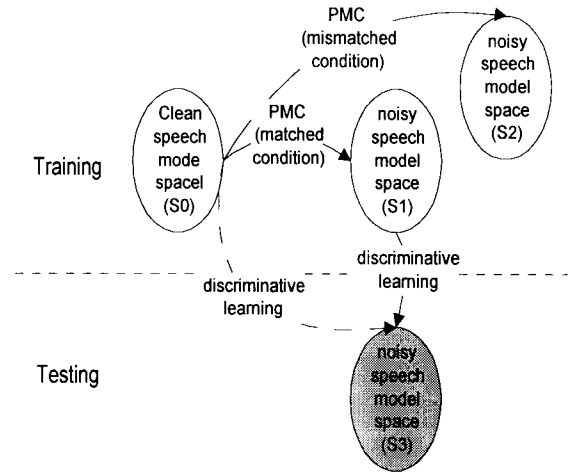 PMC
(mismatched
condition)
noisy
speech
model
space
(S2)
Clean
speech
mode
spacel
(S0)
PMC
(matched
condition)
noisy
speech
model
space
(S1)
Training
discriminative
learning
discriminative
learning
Testing
noisy
speech
model
space
(S3)